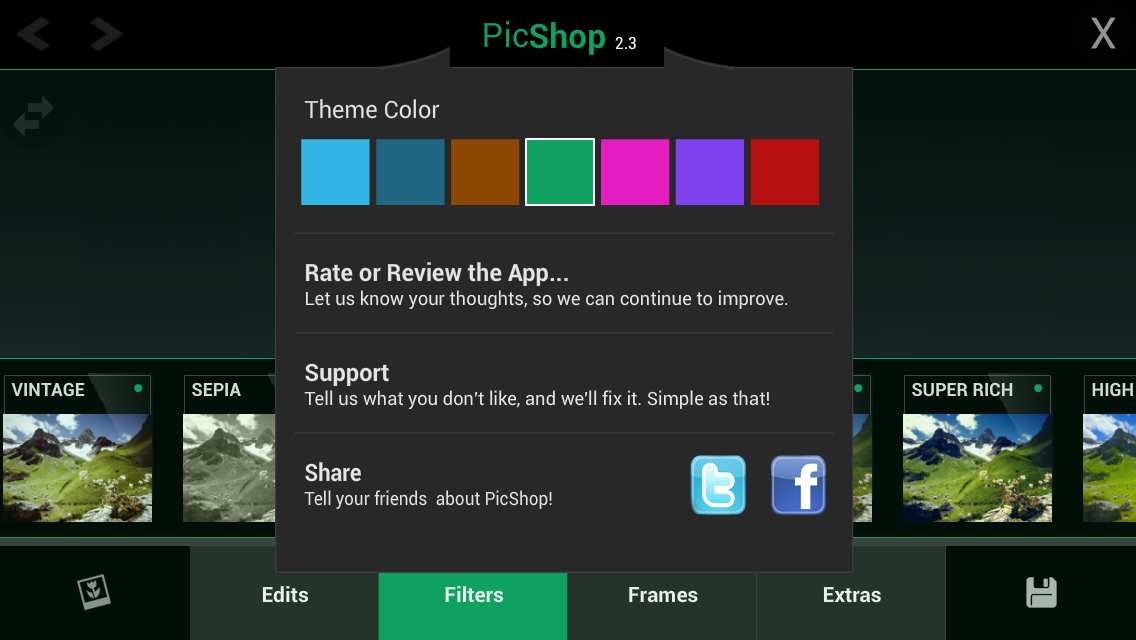 PicShop 2.3
X
Theme Color
Rate or Review the App...
Let us know your thoughts, so we can continue to improve.
Support
Tell us what you don't like, and we'll fix it. Simple as that!
Share
Tell your friends about PicShop!
VINTAGE
SEPIA
SUPER RICH
HIGH
Edits
Filters
Frames
Extras